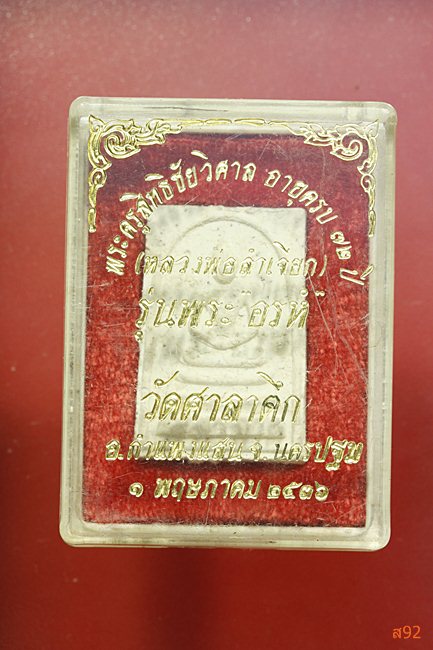 พระครูสิทธิชัยวิศาล อายุครบ ๗๒ ปี
(หลวงพ่อลำเจียก)
รุ่นพระ อรหํ
วัดศาลาตึก
อ.กำแพงแสน จ.นครปฐม
๑ พฤษภาคม ๒๕๓๖
ส92